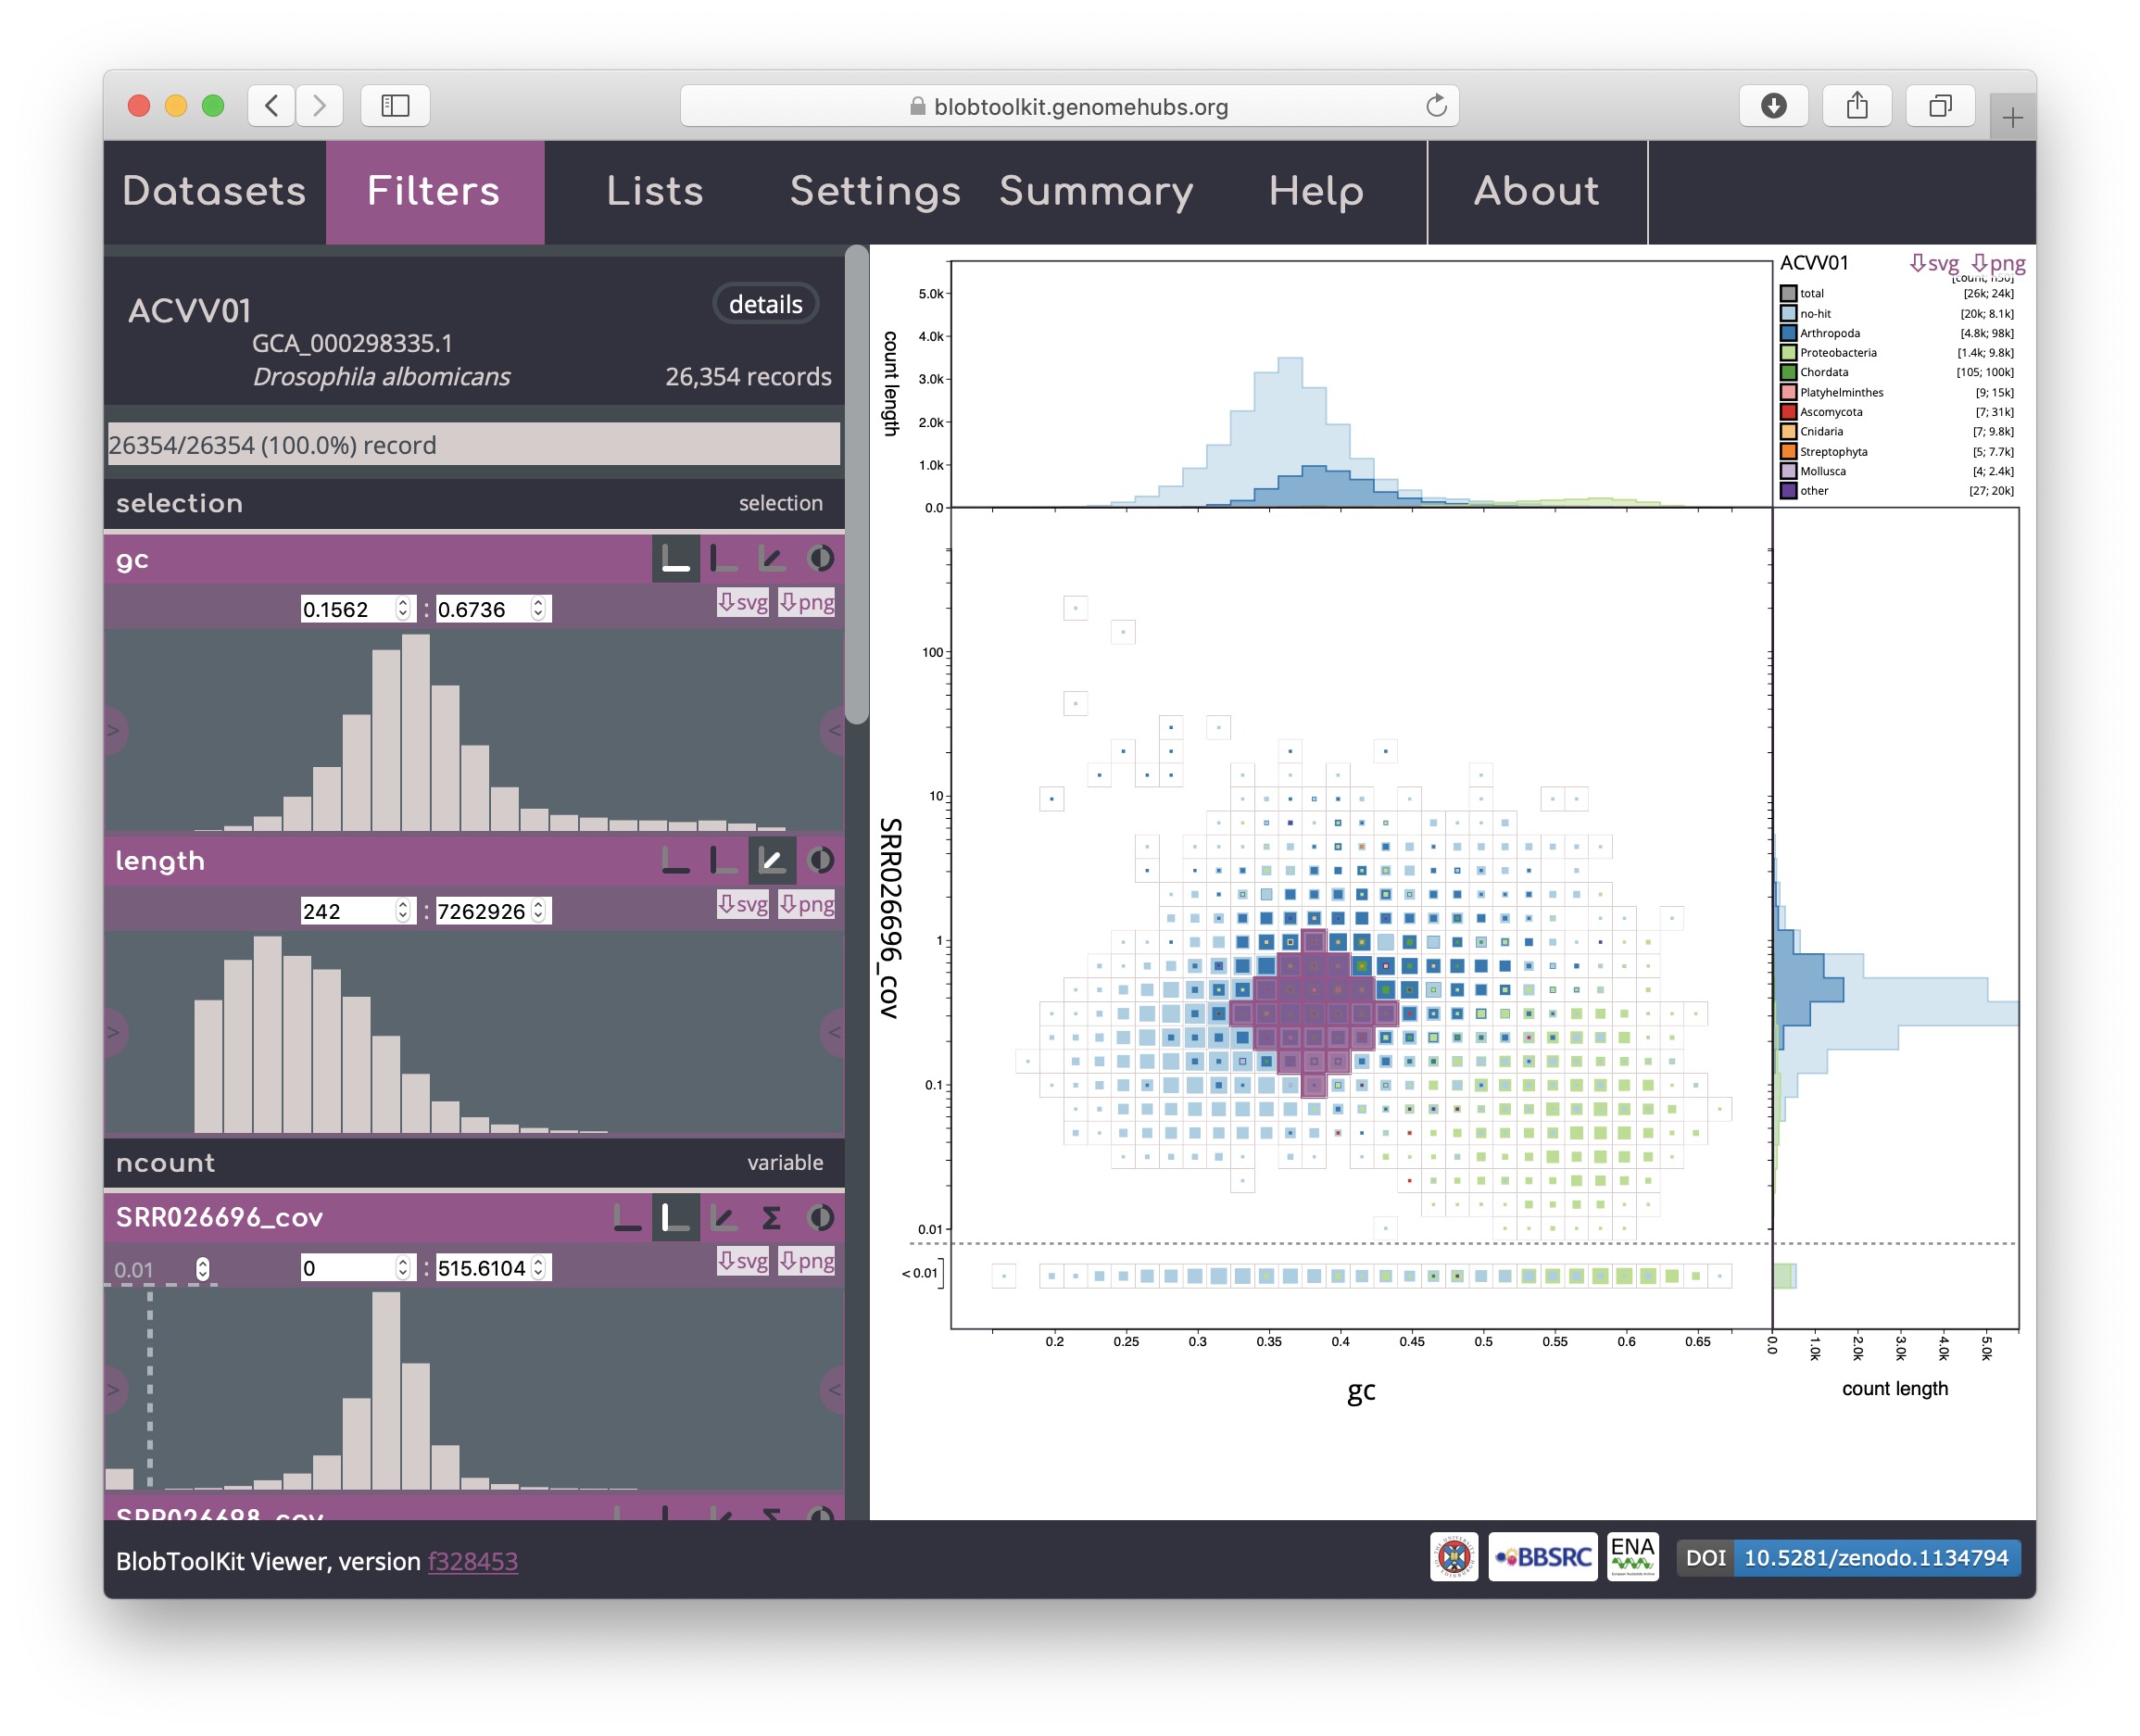 blobtoolkit.genomehubs.org
Datasets Filters Lists Settings Summary Help About
ACVV01 details
GCA_000298335.1
Drosophila albomicans 26,354 records
26354/26354 (100.0%) record
selection selection
gc
0.1562 : 0.6736 svg png
length
242 : 7262926 svg png
ncount variable
SRR026696_cov
0.01 0 : 515.6104 svg png
SRR026698_cov
ACVV01 svg png
[count; n50]
total [26k; 24k]
no-hit [20k; 8.1k]
Arthropoda [4.8k; 98k]
Proteobacteria [1.4k; 9.8k]
Chordata [105; 100k]
Platyhelminthes [9; 15k]
Ascomycota [7; 31k]
Cnidaria [7; 9.8k]
Streptophyta [5; 7.7k]
Mollusca [4; 2.4k]
other [27; 20k]
count length
5.0k
4.0k
3.0k
2.0k
1.0k
0.0
SRR026696_cov
100
10
1
0.1
0.01
< 0.01
0.2 0.25 0.3 0.35 0.4 0.45 0.5 0.55 0.6 0.65
gc
0.0 1.0k 2.0k 3.0k 4.0k 5.0k
count length
BlobToolKit Viewer, version f328453
BBSRC
ENA
DOI 10.5281/zenodo.1134794